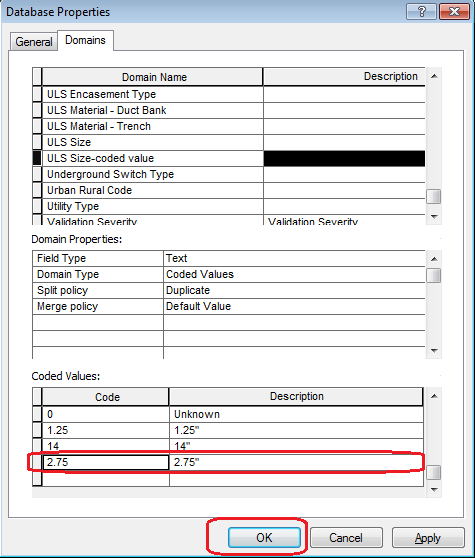 Database Properties
General Domains
Domain Name Description
ULS Encasement Type
ULS Material - Duct Bank
ULS Material - Trench
ULS Size
ULS Size-coded value
Underground Switch Type
Urban Rural Code
Utility Type
Validation Severity Validation Severity
Domain Properties:
Field Type Text
Domain Type Coded Values
Split policy Duplicate
Merge policy Default Value
Coded Values:
Code Description
0 Unknown
1.25 1.25"
14 14"
2.75 2.75"
OK Cancel Apply